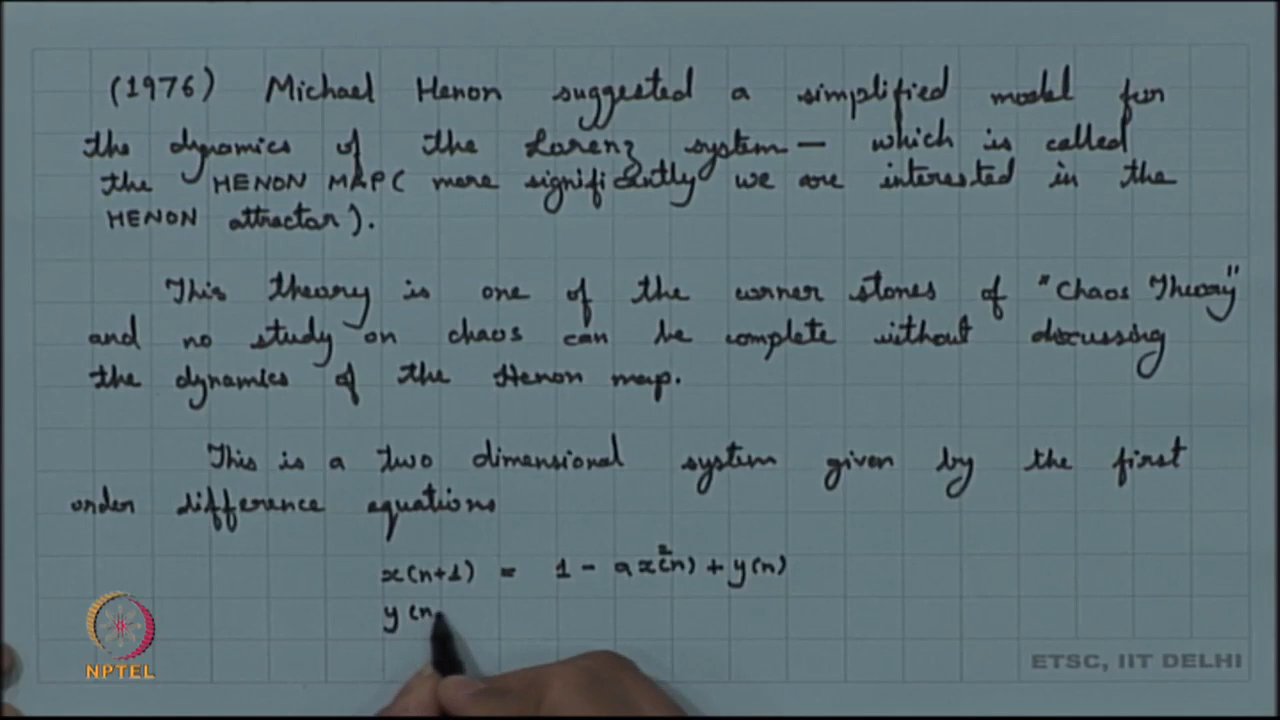 (1976) Michael Henon suggested a simplified model for
the dynamics of the Lorenz system — which is called
the HENON MAP( more significantly we are interested in the
HENON attractor).
This theory is one of the corner stones of "Chaos Theory"
and no study on chaos can be complete without discussing
the dynamics of the Henon map.
This is a two dimensional system given by the first
order difference equations
x(n+1) = 1 - ax²(n) + y(n)
y(n
NPTEL
ETSC, IIT DELHI